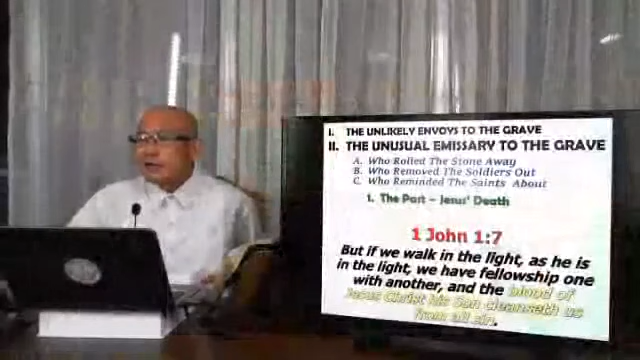 I. THE UNLIKELY ENVOYS TO THE GRAVE
II. THE UNUSUAL EMISSARY TO THE GRAVE
A. Who Rolled The Stone Away
B. Who Removed The Soldiers Out
C. Who Reminded The Saints About
1. The Past – Jesus' Death
1 John 1:7
But if we walk in the light, as he is
in the light, we have fellowship one
with another, and the blood of
Jesus Christ his Son cleanseth us
from all sin.